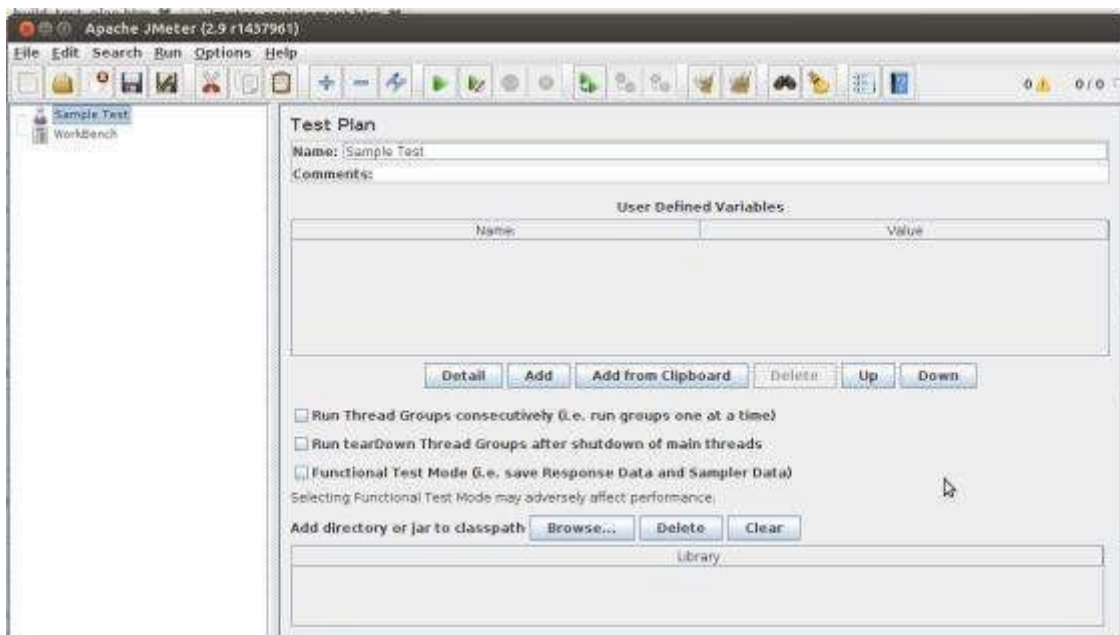 Apache JMeter (2.9 r1437961)
File Edit Search Run Options Help
0 0 / 0
Sample Test
WorkBench
Test Plan
Name: Sample Test
Comments:
User Defined Variables
Name: Value
Detail Add Add from Clipboard Delete Up Down
Run Thread Groups consecutively (i.e. run groups one at a time)
Run tearDown Thread Groups after shutdown of main threads
Functional Test Mode (i.e. save Response Data and Sampler Data)
Selecting Functional Test Mode may adversely affect performance.
Add directory or jar to classpath Browse... Delete Clear
Library